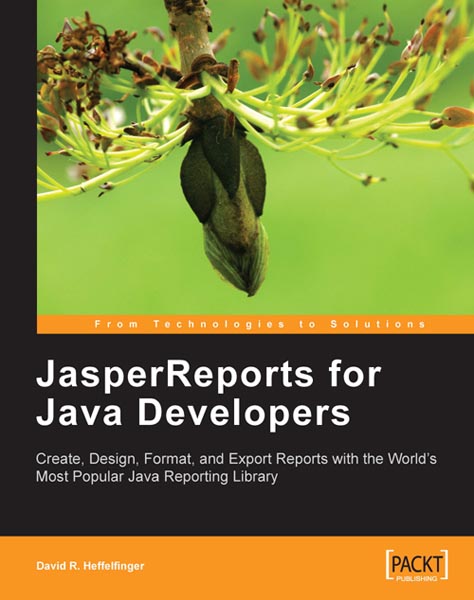 From Technologies to Solutions
JasperReports for
Java Developers
Create, Design, Format, and Export Reports with the World's
Most Popular Java Reporting Library
David R. Heffelfinger
[PACKT]
PUBLISHING